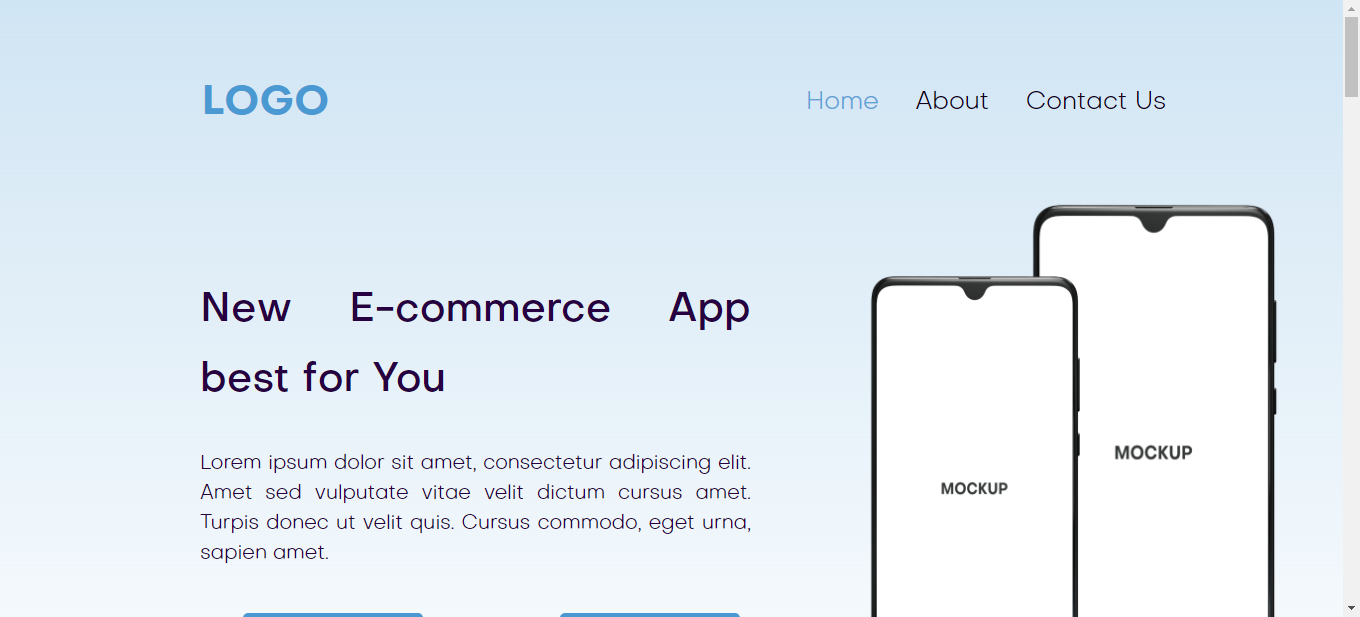 LOGO
Home About Contact Us
New E-commerce App
best for You
Lorem ipsum dolor sit amet, consectetur adipiscing elit.
Amet sed vulputate vitae velit dictum cursus amet.
Turpis donec ut velit quis. Cursus commodo, eget urna,
sapien amet.
MOCKUP
MOCKUP